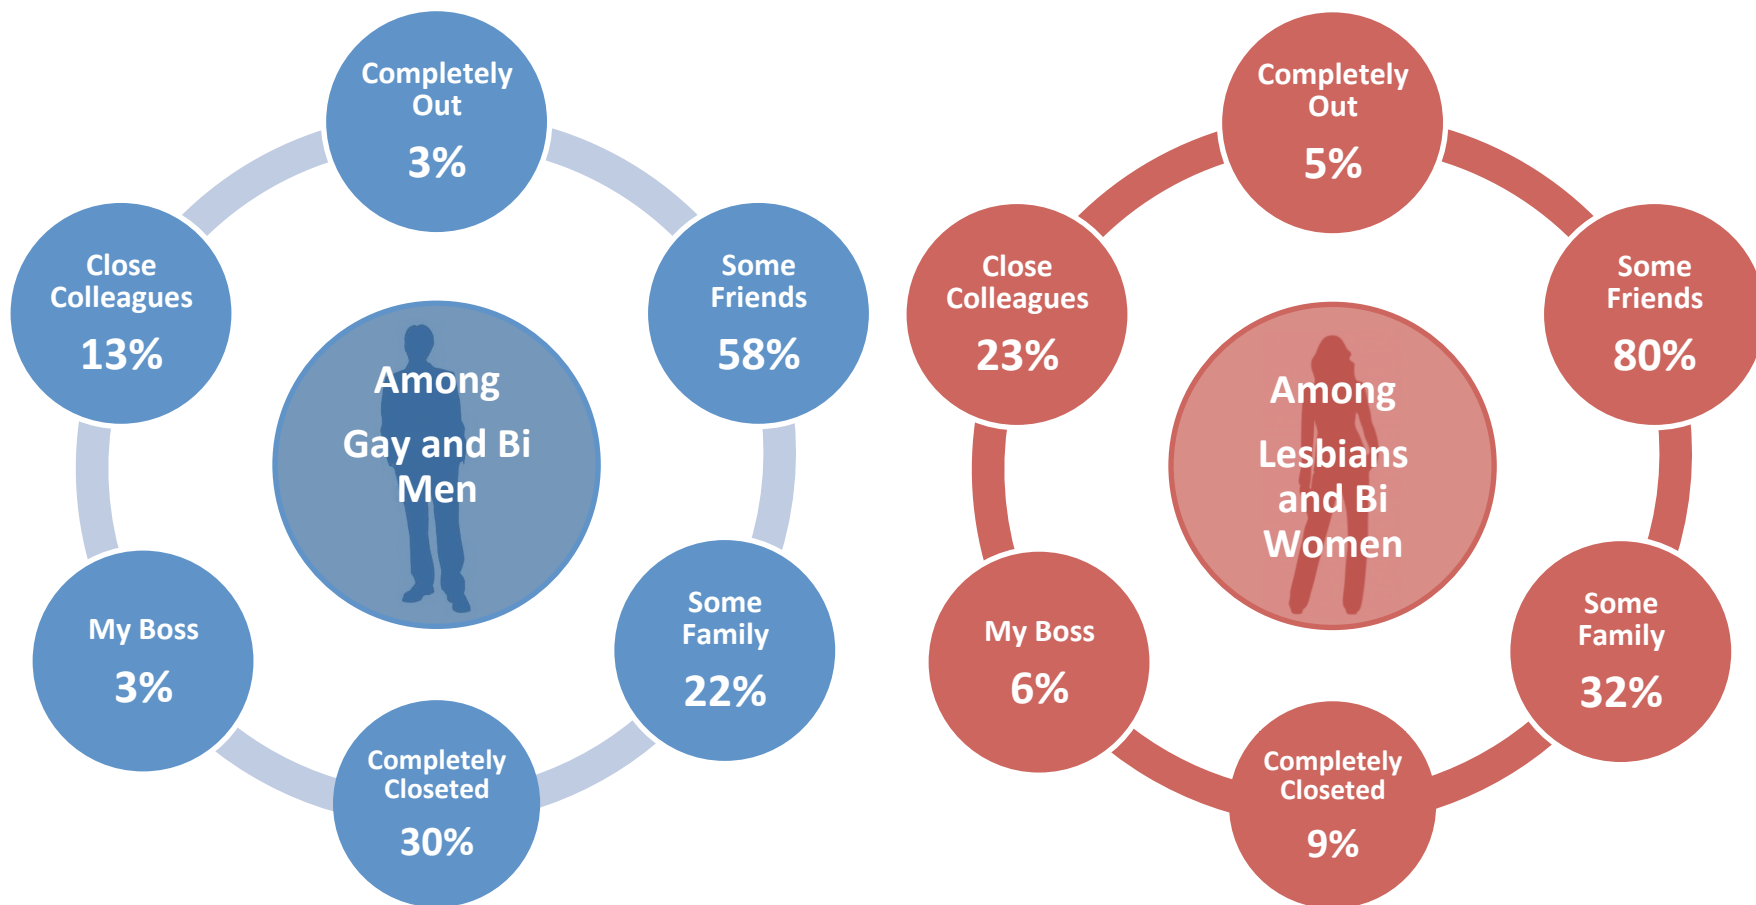 Completely
Out
3%
Some
Friends
58%
Some
Family
22%
Completely
Closeted
30%
My Boss
3%
Close
Colleagues
13%
Among
Gay and Bi
Men
Completely
Out
5%
Some
Friends
80%
Some
Family
32%
Completely
Closeted
9%
My Boss
6%
Close
Colleagues
23%
Among
Lesbians
and Bi
Women